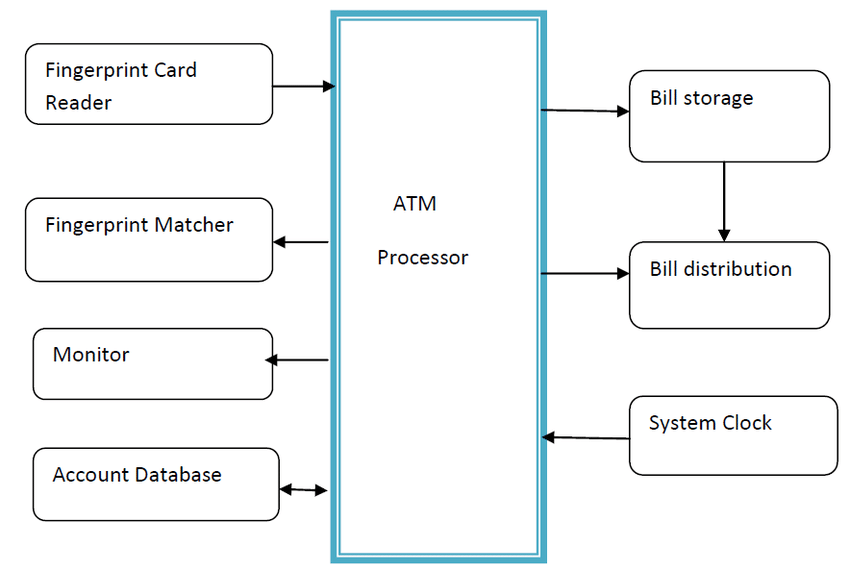 Fingerprint Card
Reader
Fingerprint Matcher
Monitor
Account Database
ATM
Processor
Bill storage
Bill distribution
System Clock